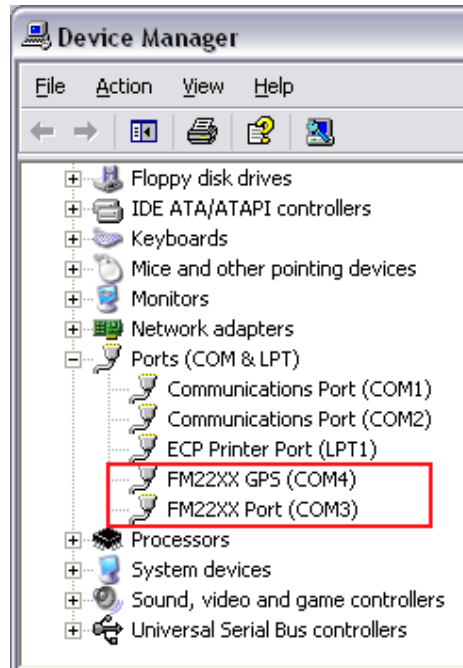 Device Manager
File Action View Help
Floppy disk drives
IDE ATA/ATAPI controllers
Keyboards
Mice and other pointing devices
Monitors
Network adapters
Ports (COM & LPT)
Communications Port (COM1)
Communications Port (COM2)
ECP Printer Port (LPT1)
FM22XX GPS (COM4)
FM22XX Port (COM3)
Processors
System devices
Sound, video and game controllers
Universal Serial Bus controllers